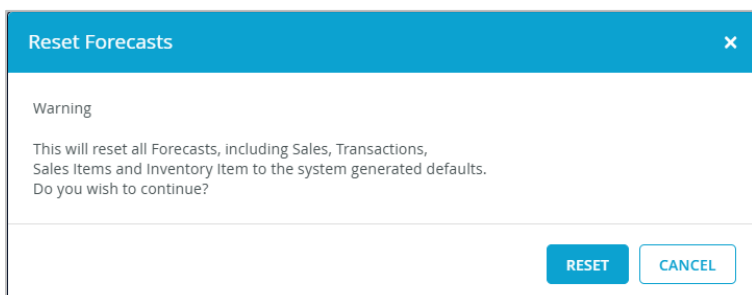 Reset Forecasts ×
Warning
This will reset all Forecasts, including Sales, Transactions,
Sales Items and Inventory Item to the system generated defaults.
Do you wish to continue?
RESET CANCEL